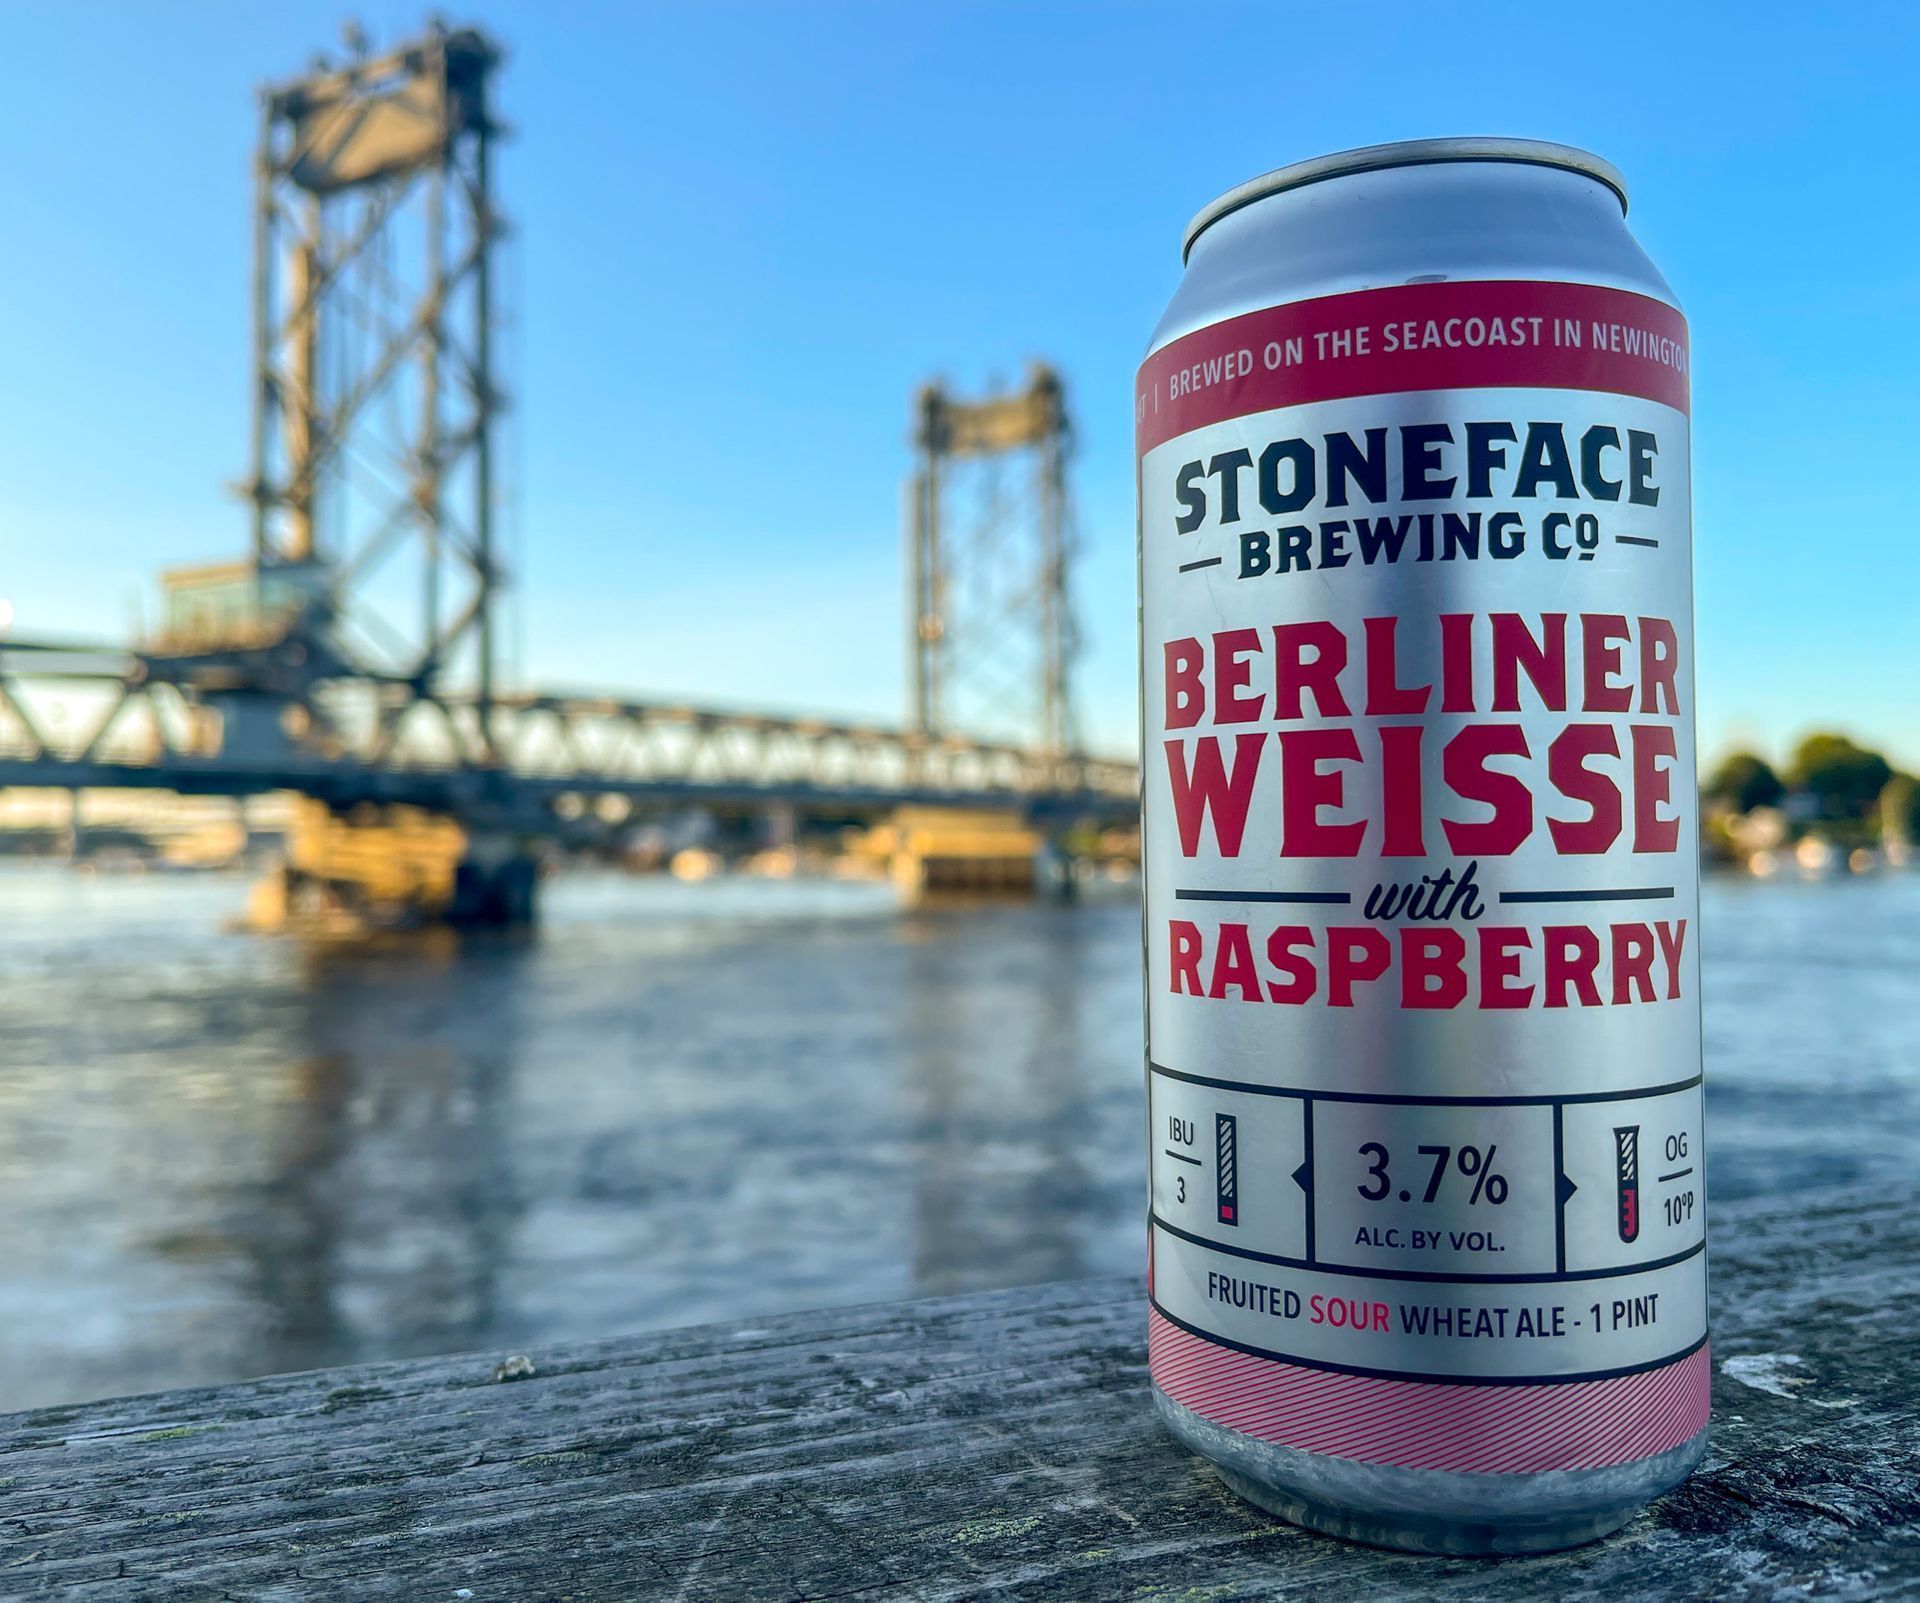 | BREWED ON THE SEACOAST IN NEWINGTON
STONEFACE
BREWING Cº
BERLINER
WEISSE
with
RASPBERRY
IBU
3
3.7%
ALC. BY VOL.
OG
10ºP
FRUITED SOUR WHEAT ALE - 1 PINT